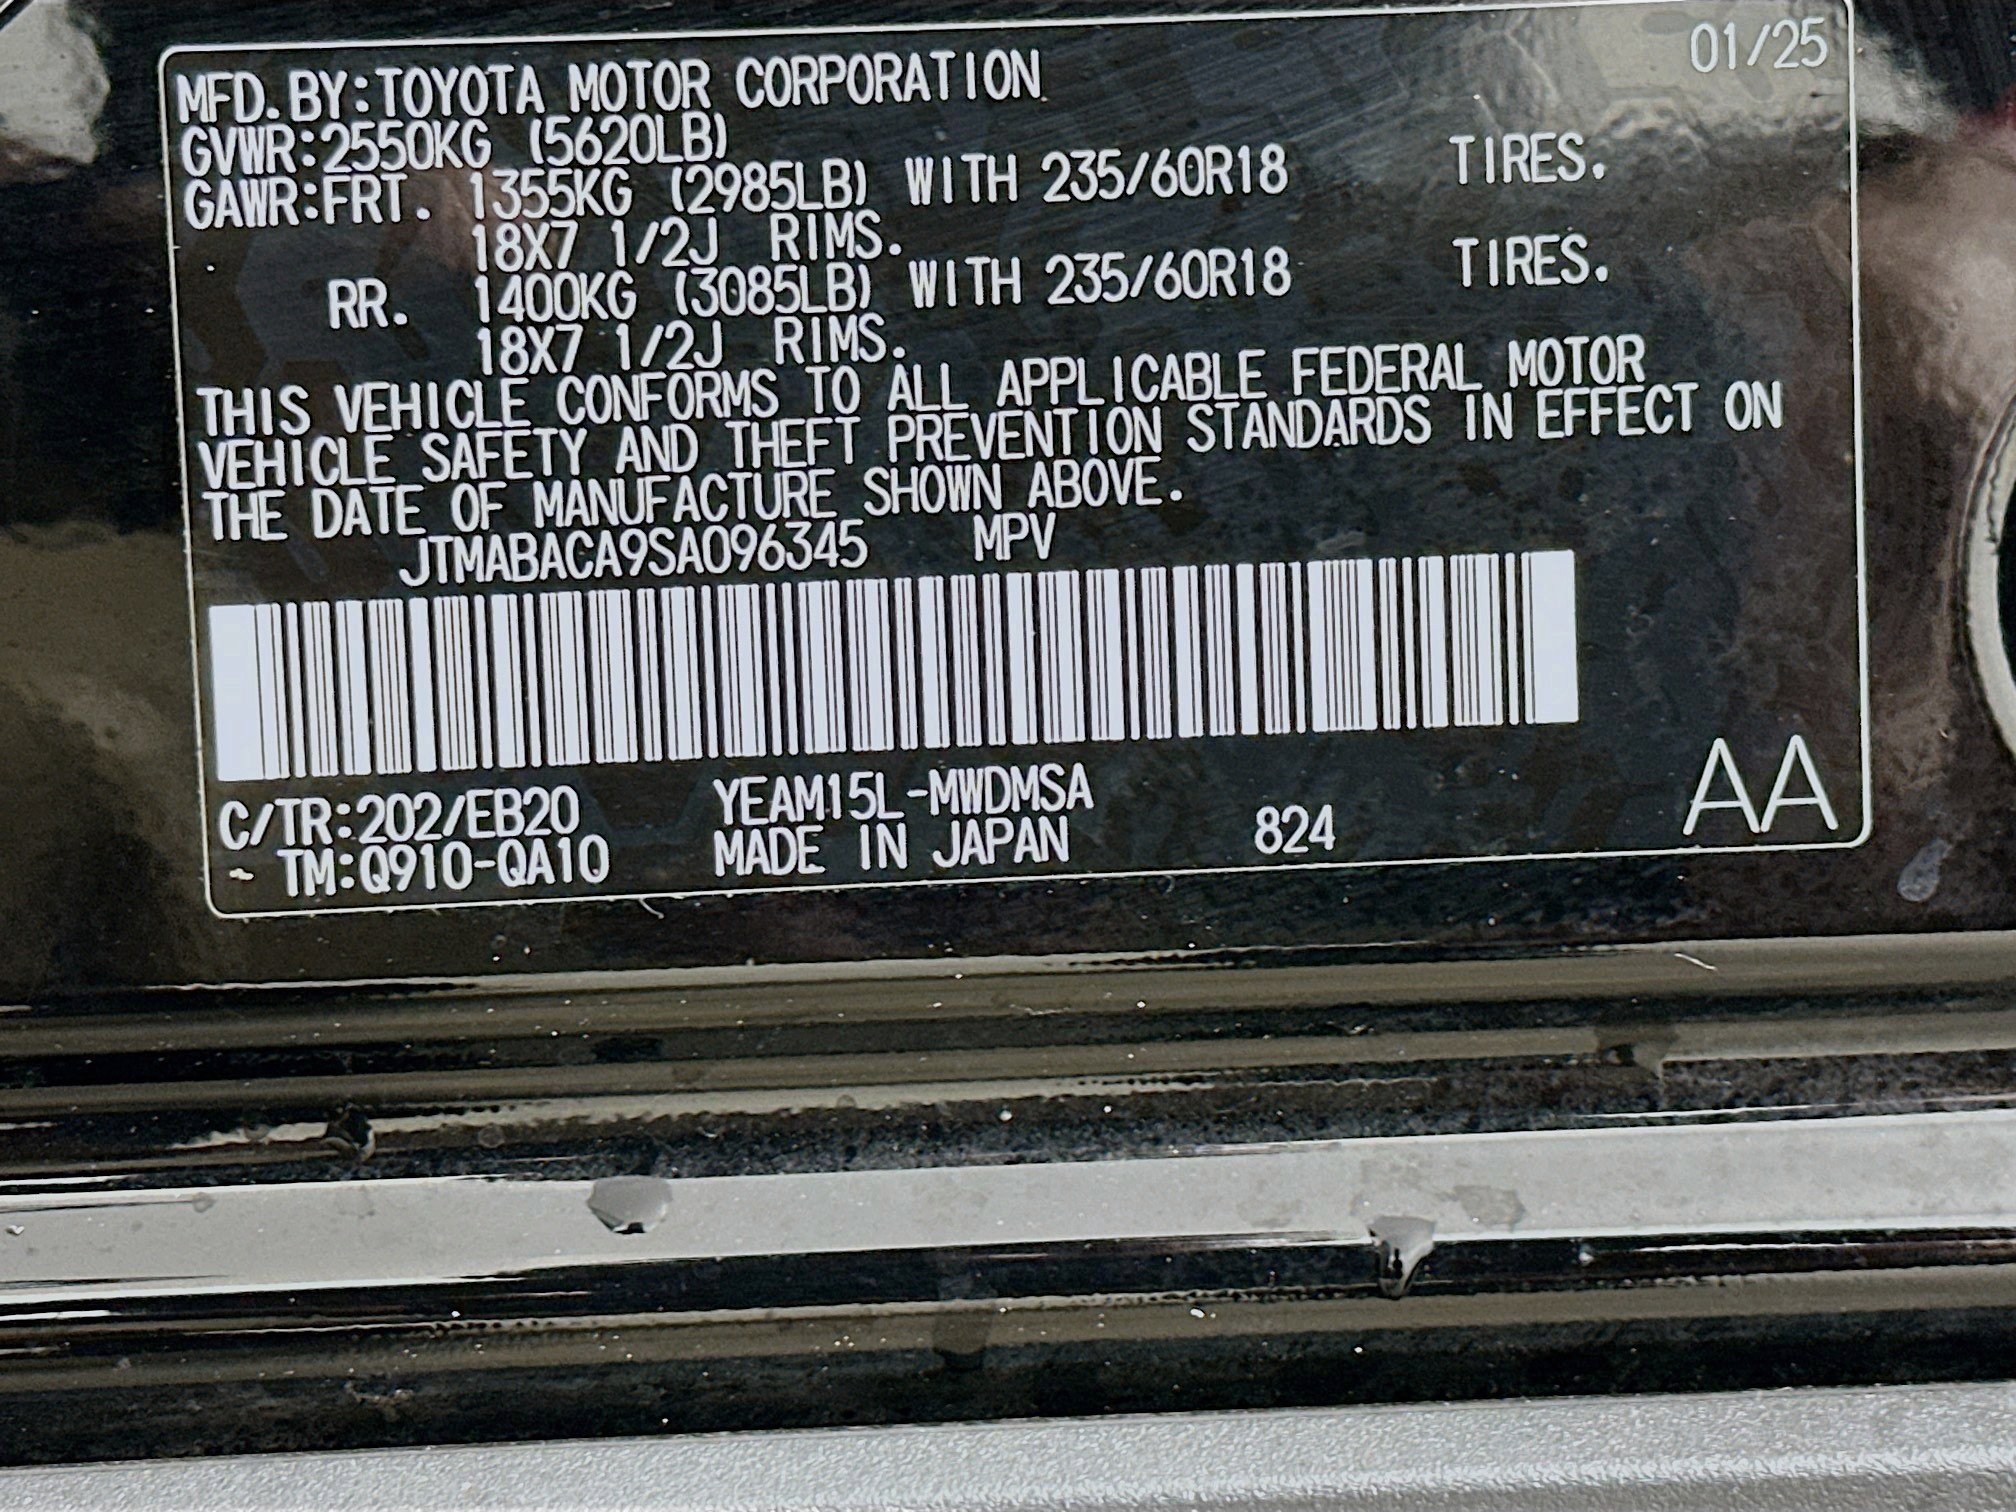 01/25
MFD.BY:TOYOTA MOTOR CORPORATION
GVWR:2550KG (5620LB)
GAWR:FRT. 1355KG (2985LB) WITH 235/60R18 TIRES.
18X7 1/2J RIMS.
RR. 1400KG (3085LB) WITH 235/60R18 TIRES.
18X7 1/2J RIMS.
THIS VEHICLE CONFORMS TO ALL APPLICABLE FEDERAL MOTOR
VEHICLE SAFETY AND THEFT PREVENTION STANDARDS IN EFFECT ON
THE DATE OF MANUFACTURE SHOWN ABOVE.
JTMABACA9SA096345 MPV
C/TR:202/EB20 YEAM15L-MWDMSA
TM:Q910-QA10 MADE IN JAPAN 824 AA